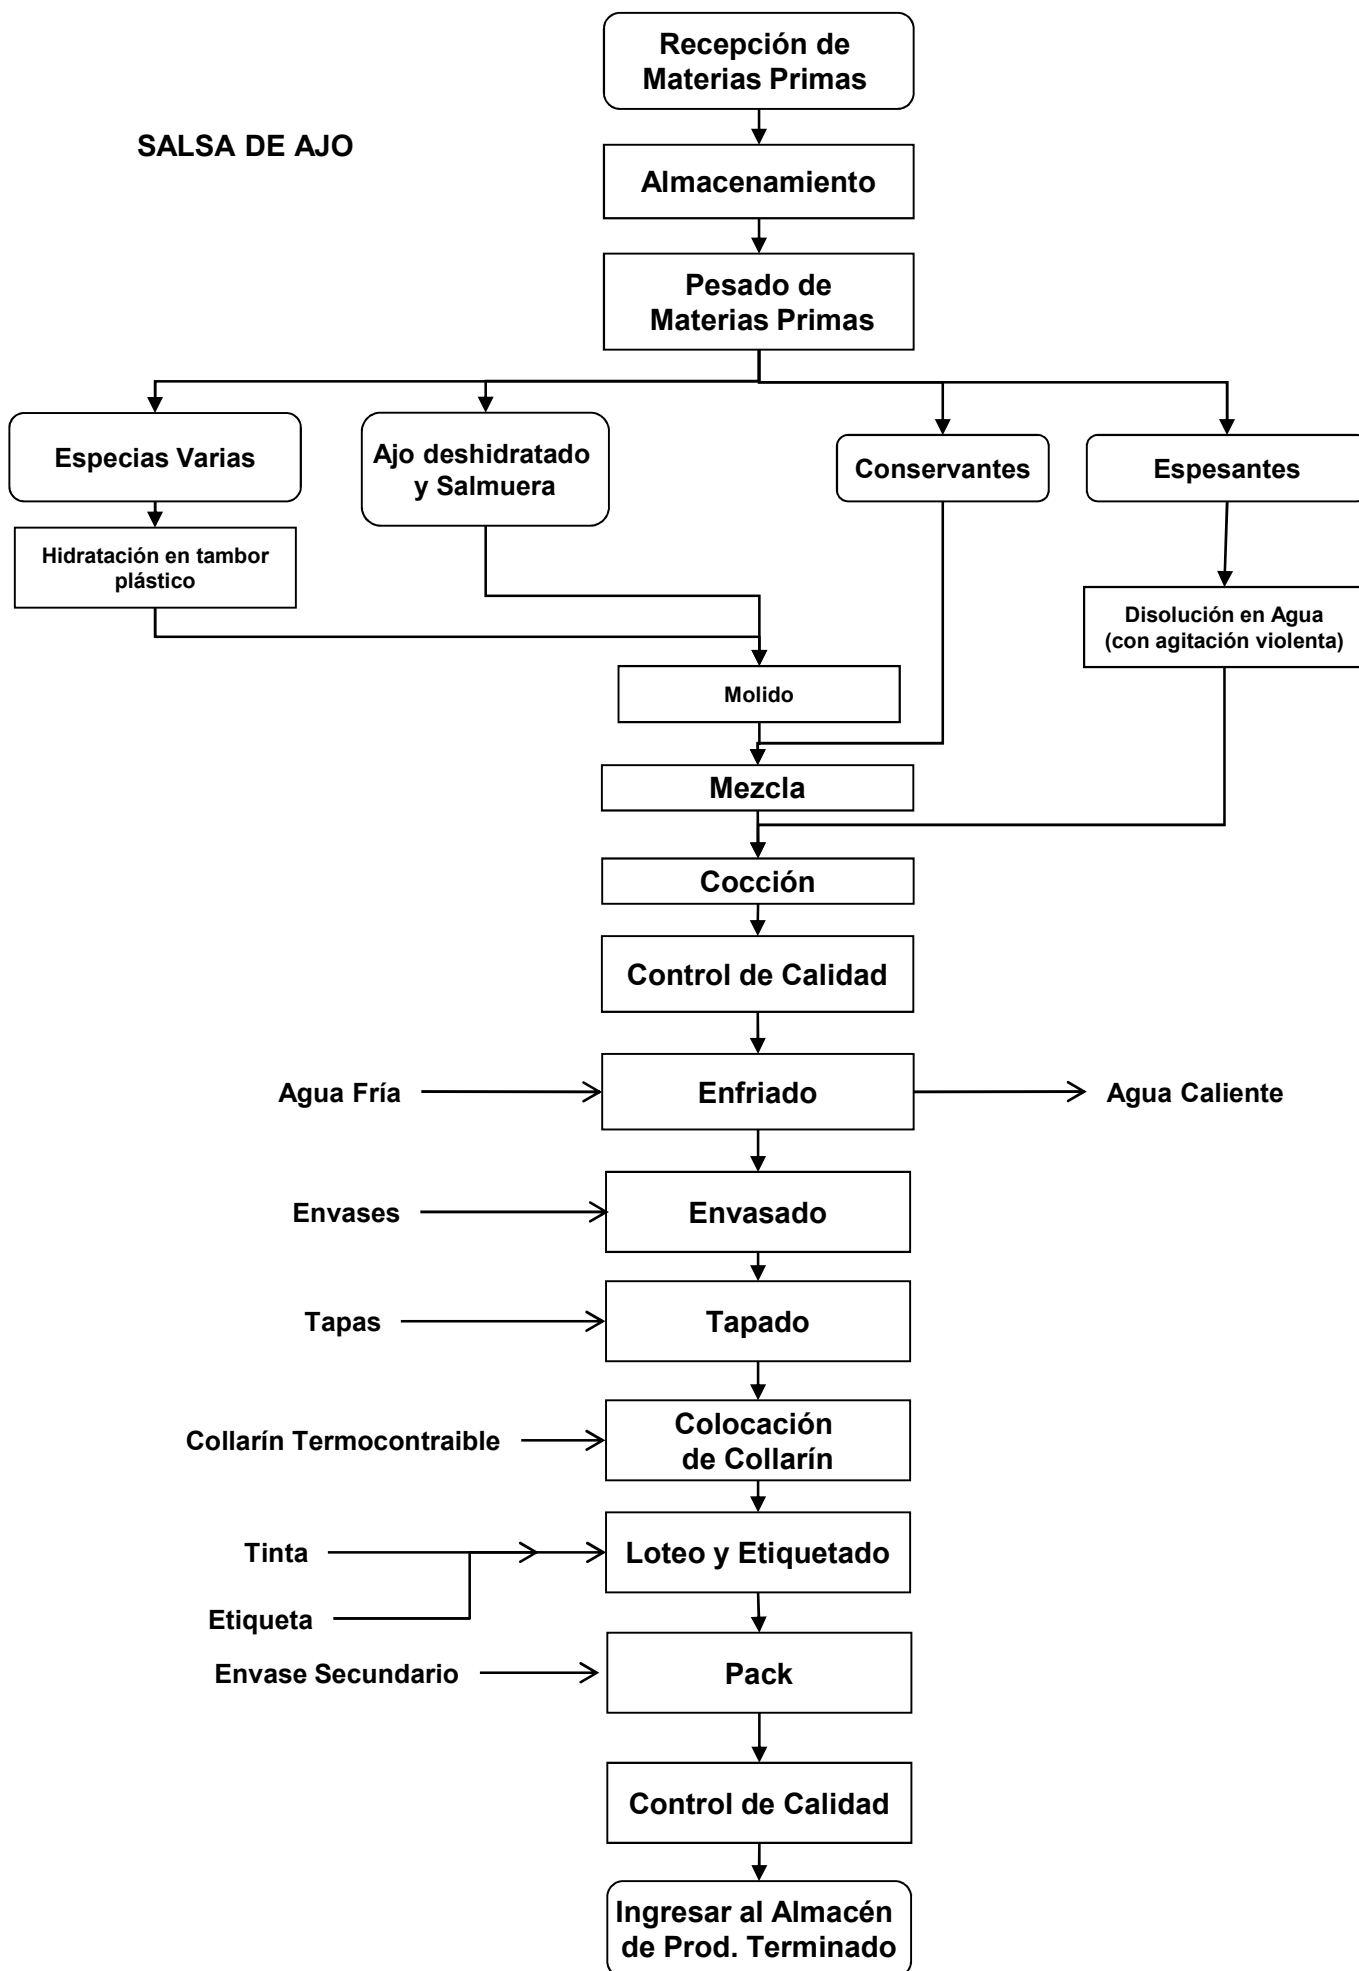 Recepción de
Materias Primas
SALSA DE AJO
Almacenamiento
Pesado de
Materias Primas
Especias Varias
Ajo deshidratado
y Salmuera
Conservantes
Espesantes
Hidratación en tambor
plástico
Disolución en Agua
(con agitación violenta)
Molido
Mezcla
Cocción
Control de Calidad
Agua Fría
Enfriado
Agua Caliente
Envases
Envasado
Tapas
Tapado
Collarín Termocontraible
Colocación
de Collarín
Tinta
Loteo y Etiquetado
Etiqueta
Envase Secundario
Pack
Control de Calidad
Ingresar al Almacén
de Prod. Terminado